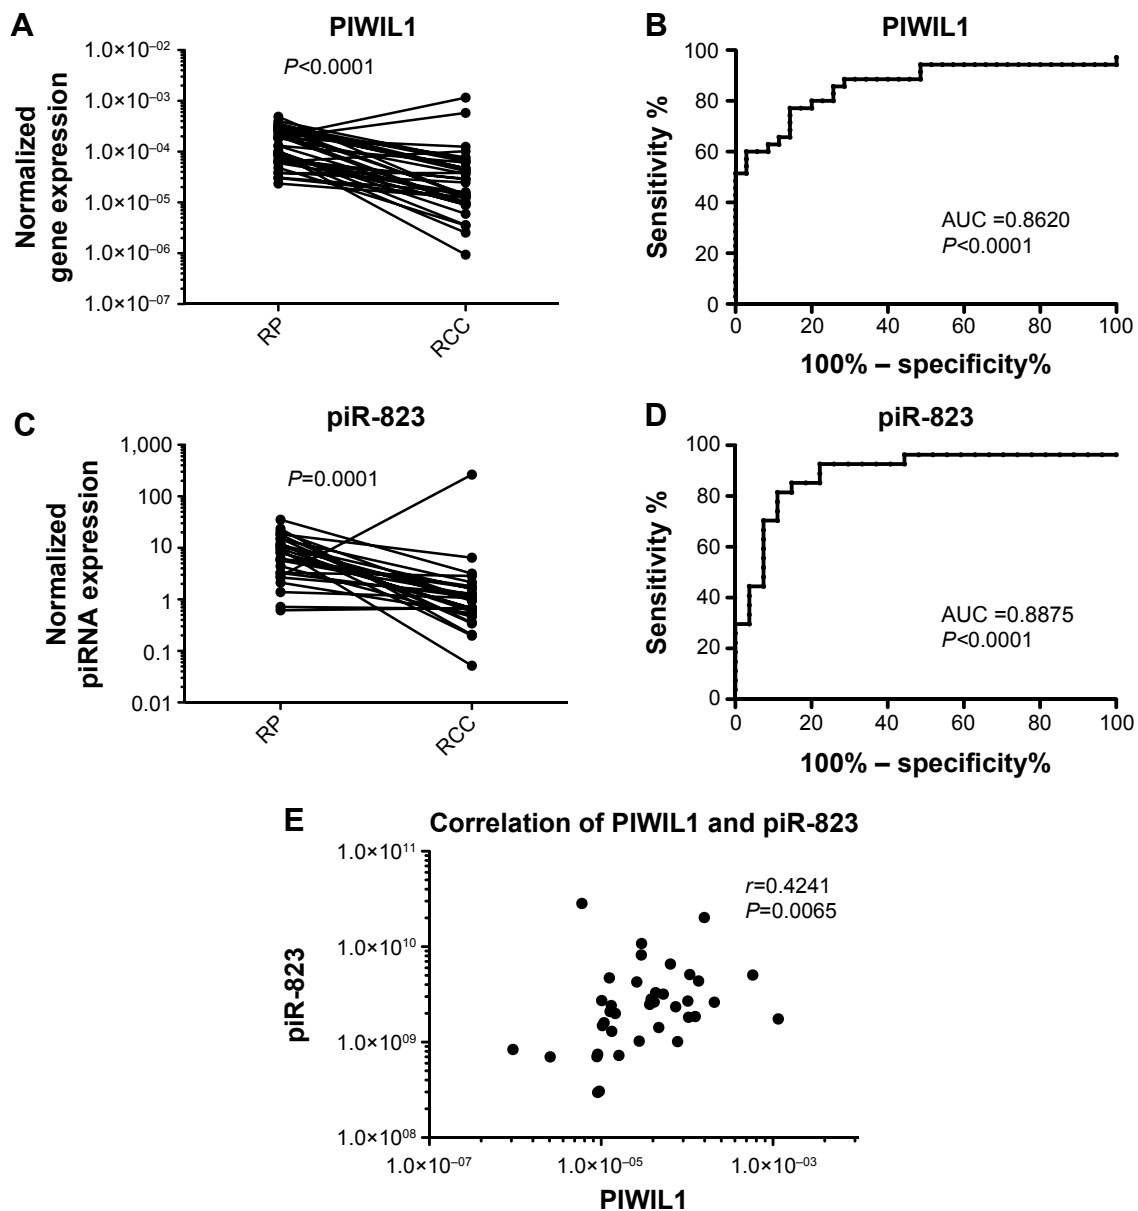 A
PIWIL1
P<0.0001
Normalized
gene expression
1.0×10⁻⁰²
1.0×10⁻⁰³
1.0×10⁻⁰⁴
1.0×10⁻⁰⁵
1.0×10⁻⁰⁶
1.0×10⁻⁰⁷
RP
RCC
B
PIWIL1
Sensitivity %
100
80
60
40
20
0
AUC =0.8620
P<0.0001
0 20 40 60 80 100
100% – specificity%
C
piR-823
P=0.0001
Normalized
piRNA expression
1,000
100
10
1
0.1
0.01
RP
RCC
D
piR-823
Sensitivity %
100
80
60
40
20
0
AUC =0.8875
P<0.0001
0 20 40 60 80 100
100% – specificity%
E
Correlation of PIWIL1 and piR-823
r=0.4241
P=0.0065
piR-823
1.0×10¹¹
1.0×10¹⁰
1.0×10⁰⁹
1.0×10⁰⁸
1.0×10⁻⁰⁷ 1.0×10⁻⁰⁵ 1.0×10⁻⁰³
PIWIL1